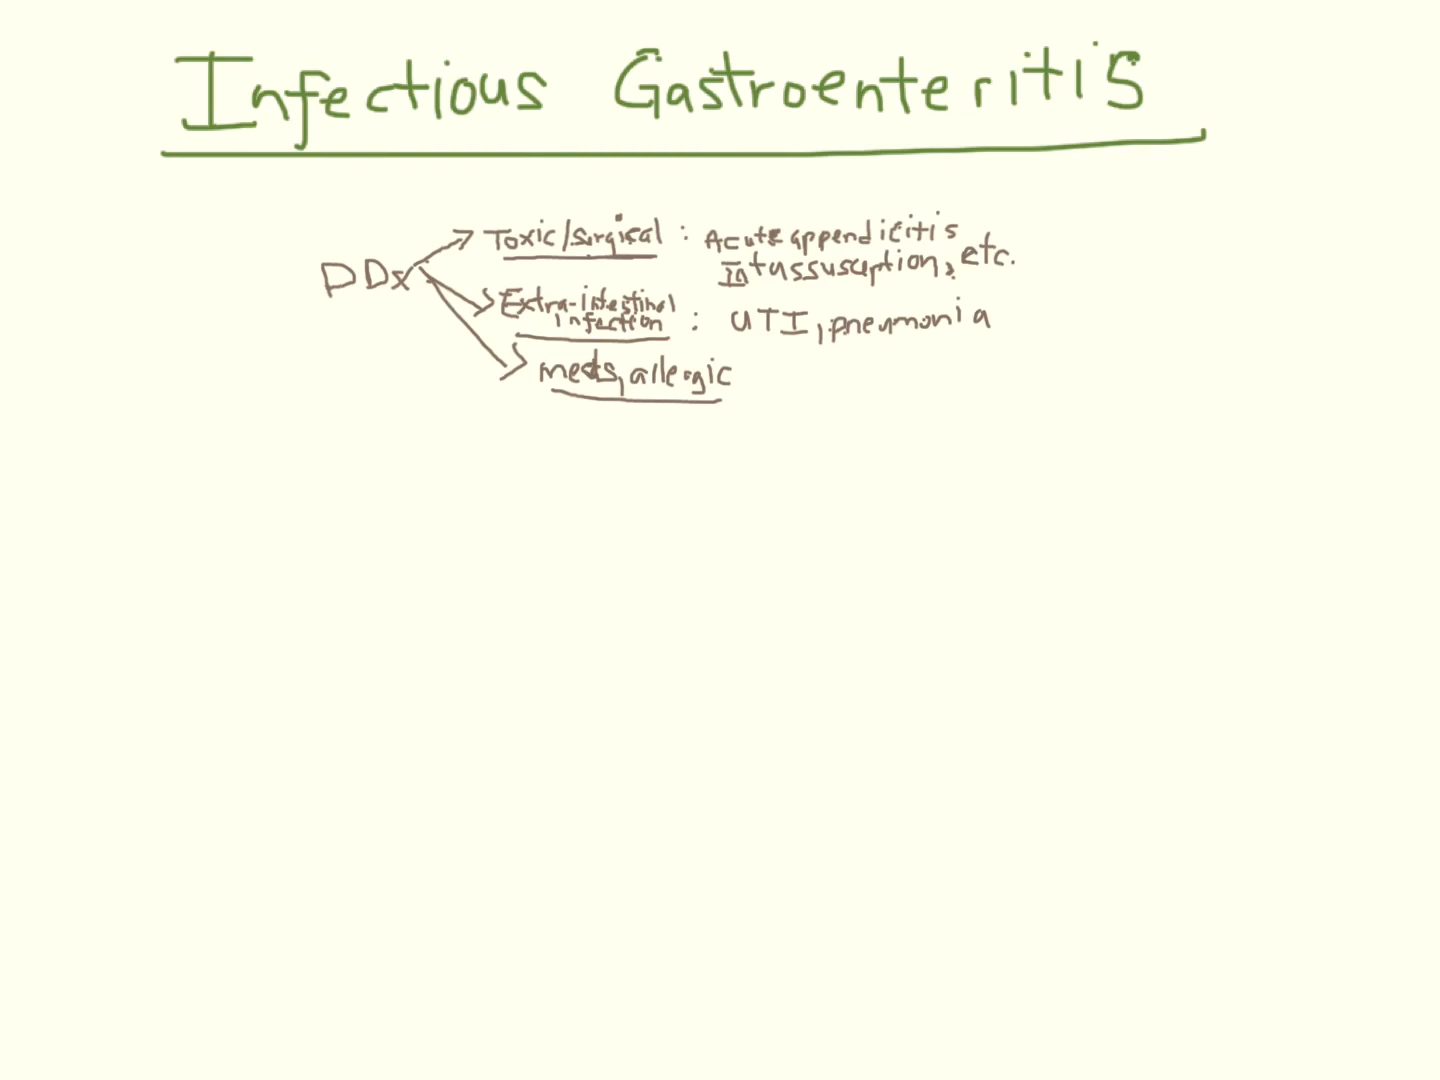 Infectious Gastroenteritis
DDx
Toxic/surgical : Acute appendicitis
Intussusception, etc.
Extra-intestinal
infection : UTI, pneumonia
meds, allergic